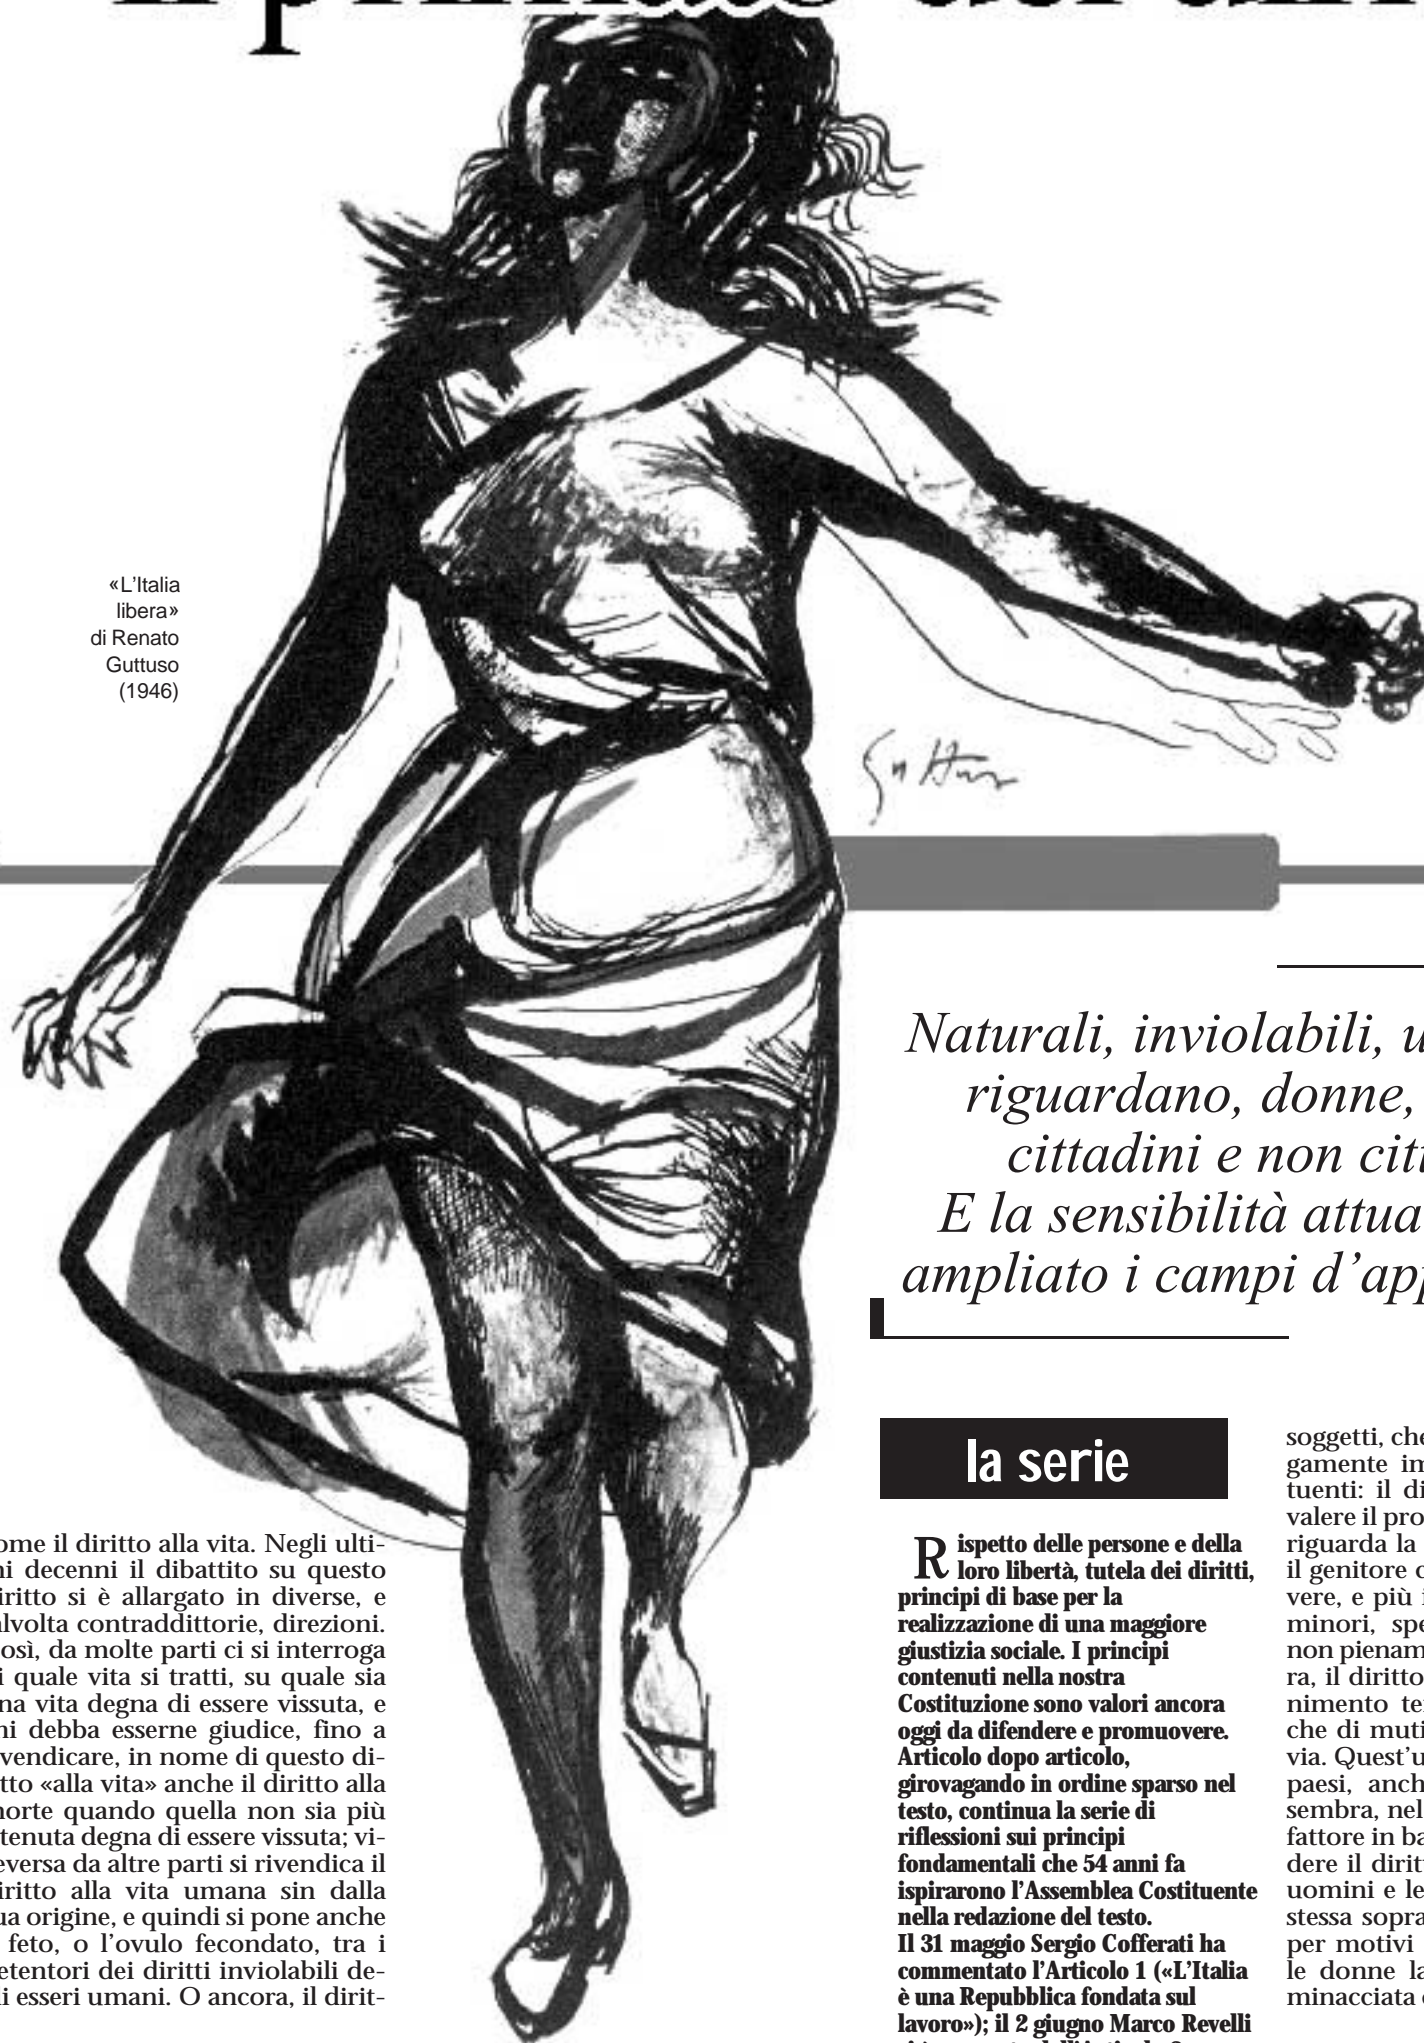 «L'Italia
libera»
di Renato
Guttuso
(1946)
Naturali, inviolabili,
riguardano, donne,
cittadini e non
E la sensibilità
ampliato i campi
ome il diritto alla vita. Negli ulti-
ni decenni il dibattito su questo
iritto si è allargato in diverse, e
alvolta contraddittorie, direzioni.
osì, da molte parti ci si interroga
i quale vita si tratti, su quale sia
na vita degna di essere vissuta, e
hi debba esserne giudice, fino a
vendicare, in nome di questo di-
itto «alla vita» anche il diritto alla
morte quando quella non sia più
tenuta degna di essere vissuta; vi-
eversa da altre parti si rivendica il
iritto alla vita umana sin dalla
ua origine, e quindi si pone anche
feto, o l'ovulo fecondato, tra i
etentori dei diritti inviolabili de-
li esseri umani. O ancora, il dirit-
la serie
Rispetto delle persone e della
loro libertà, tutela dei diritti,
principi di base per la
realizzazione di una maggiore
giustizia sociale. I principi
contenuti nella nostra
Costituzione sono valori ancora
oggi da difendere e promuovere.
Articolo dopo articolo,
girovagando in ordine sparso nel
testo, continua la serie di
riflessioni sui principi
fondamentali che 54 anni fa
ispirarono l'Assemblea Costituente
nella redazione del testo.
Il 31 maggio Sergio Cofferati ha
commentato l'Articolo 1 («L'Italia
è una Repubblica fondata sul
lavoro»); il 2 giugno Marco Revelli
soggetti, che
gamente im
tuenti: il di
valere il pro
riguarda la
il genitore
vere, e più
minori, spe
non pienam
ra, il diritto
nimento te
che di muti
via. Quest'u
paesi, anch
sembra, nel
fattore in ba
dere il dirit
uomini e le
stessa sopra
per motivi
le donne la
minacciata